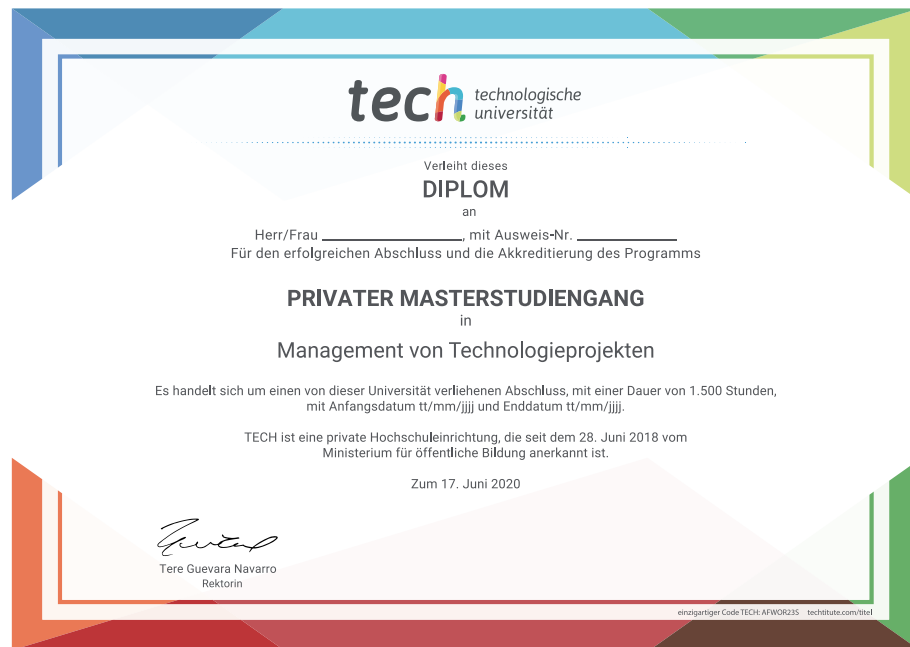 tech technologische
universität
Verleiht dieses
DIPLOM
an
Herr/Frau ________________, mit Ausweis-Nr. ______________
Für den erfolgreichen Abschluss und die Akkreditierung des Programms
PRIVATER MASTERSTUDIENGANG
in
Management von Technologieprojekten
Es handelt sich um einen von dieser Universität verliehenen Abschluss, mit einer Dauer von 1.500 Stunden,
mit Anfangsdatum tt/mm/jjjj und Enddatum tt/mm/jjjj.
TECH ist eine private Hochschuleinrichtung, die seit dem 28. Juni 2018 vom
Ministerium für öffentliche Bildung anerkannt ist.
Zum 17. Juni 2020
Tere Guevara Navarro
Rektorin
einzigartiger Code TECH: AFWOR23S techtitute.com/titel